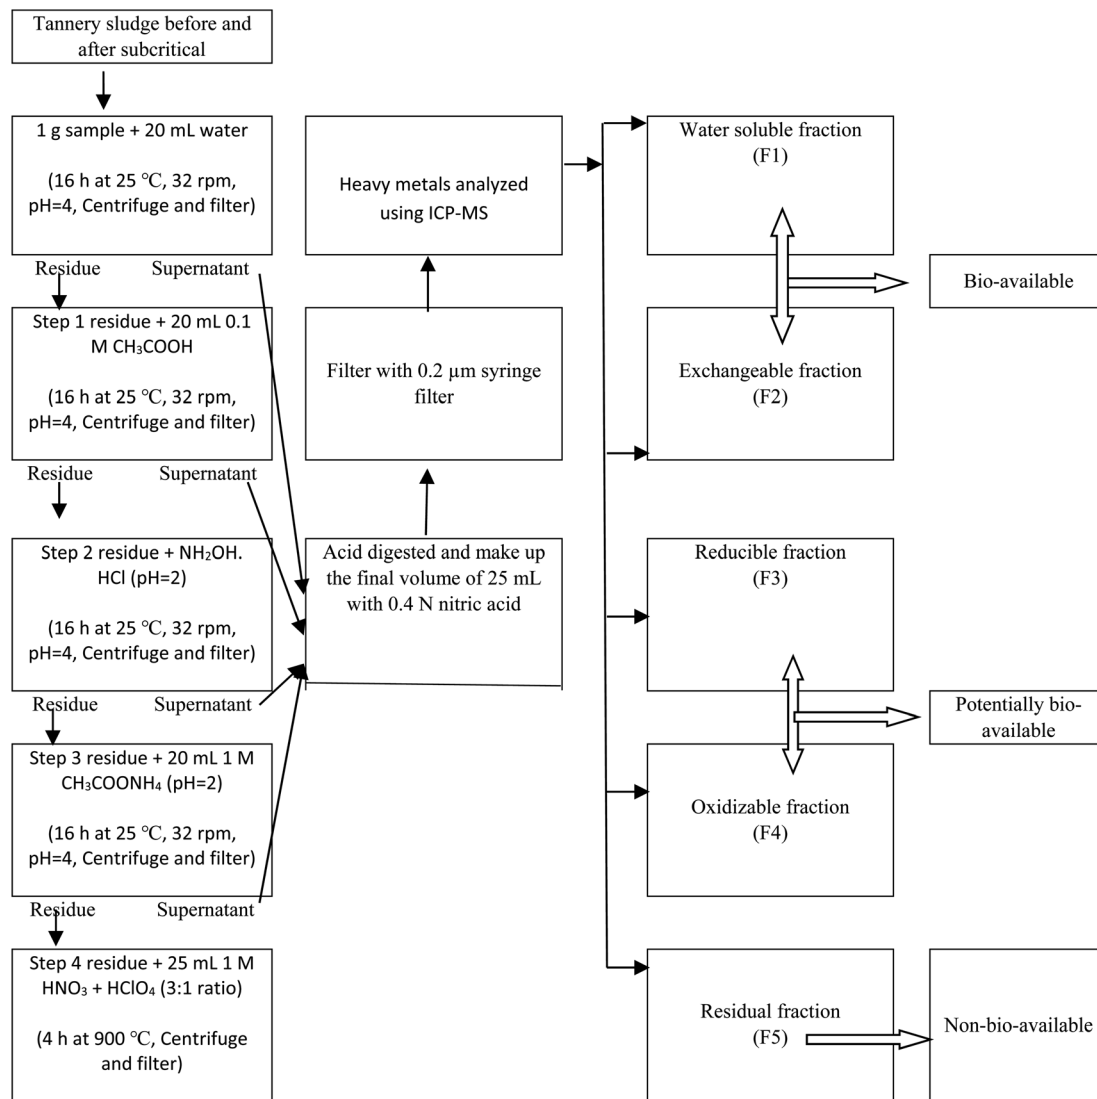 Tannery sludge before and
after subcritical
1 g sample + 20 mL water
(16 h at 25 ℃, 32 rpm,
pH=4, Centrifuge and filter)
Residue
Supernatant
Step 1 residue + 20 mL 0.1
M CH₃COOH
(16 h at 25 ℃, 32 rpm,
pH=4, Centrifuge and filter)
Residue
Supernatant
Step 2 residue + NH₂OH.
HCl (pH=2)
(16 h at 25 ℃, 32 rpm,
pH=4, Centrifuge and filter)
Residue
Supernatant
Step 3 residue + 20 mL 1 M
CH₃COONH₄ (pH=2)
(16 h at 25 ℃, 32 rpm,
pH=4, Centrifuge and filter)
Residue
Supernatant
Step 4 residue + 25 mL 1 M
HNO₃ + HClO₄ (3:1 ratio)
(4 h at 900 ℃, Centrifuge
and filter)
Heavy metals analyzed
using ICP-MS
Filter with 0.2 µm syringe
filter
Acid digested and make up
the final volume of 25 mL
with 0.4 N nitric acid
Water soluble fraction
(F1)
Exchangeable fraction
(F2)
Reducible fraction
(F3)
Oxidizable fraction
(F4)
Residual fraction
(F5)
Bio-available
Potentially bio-
available
Non-bio-available